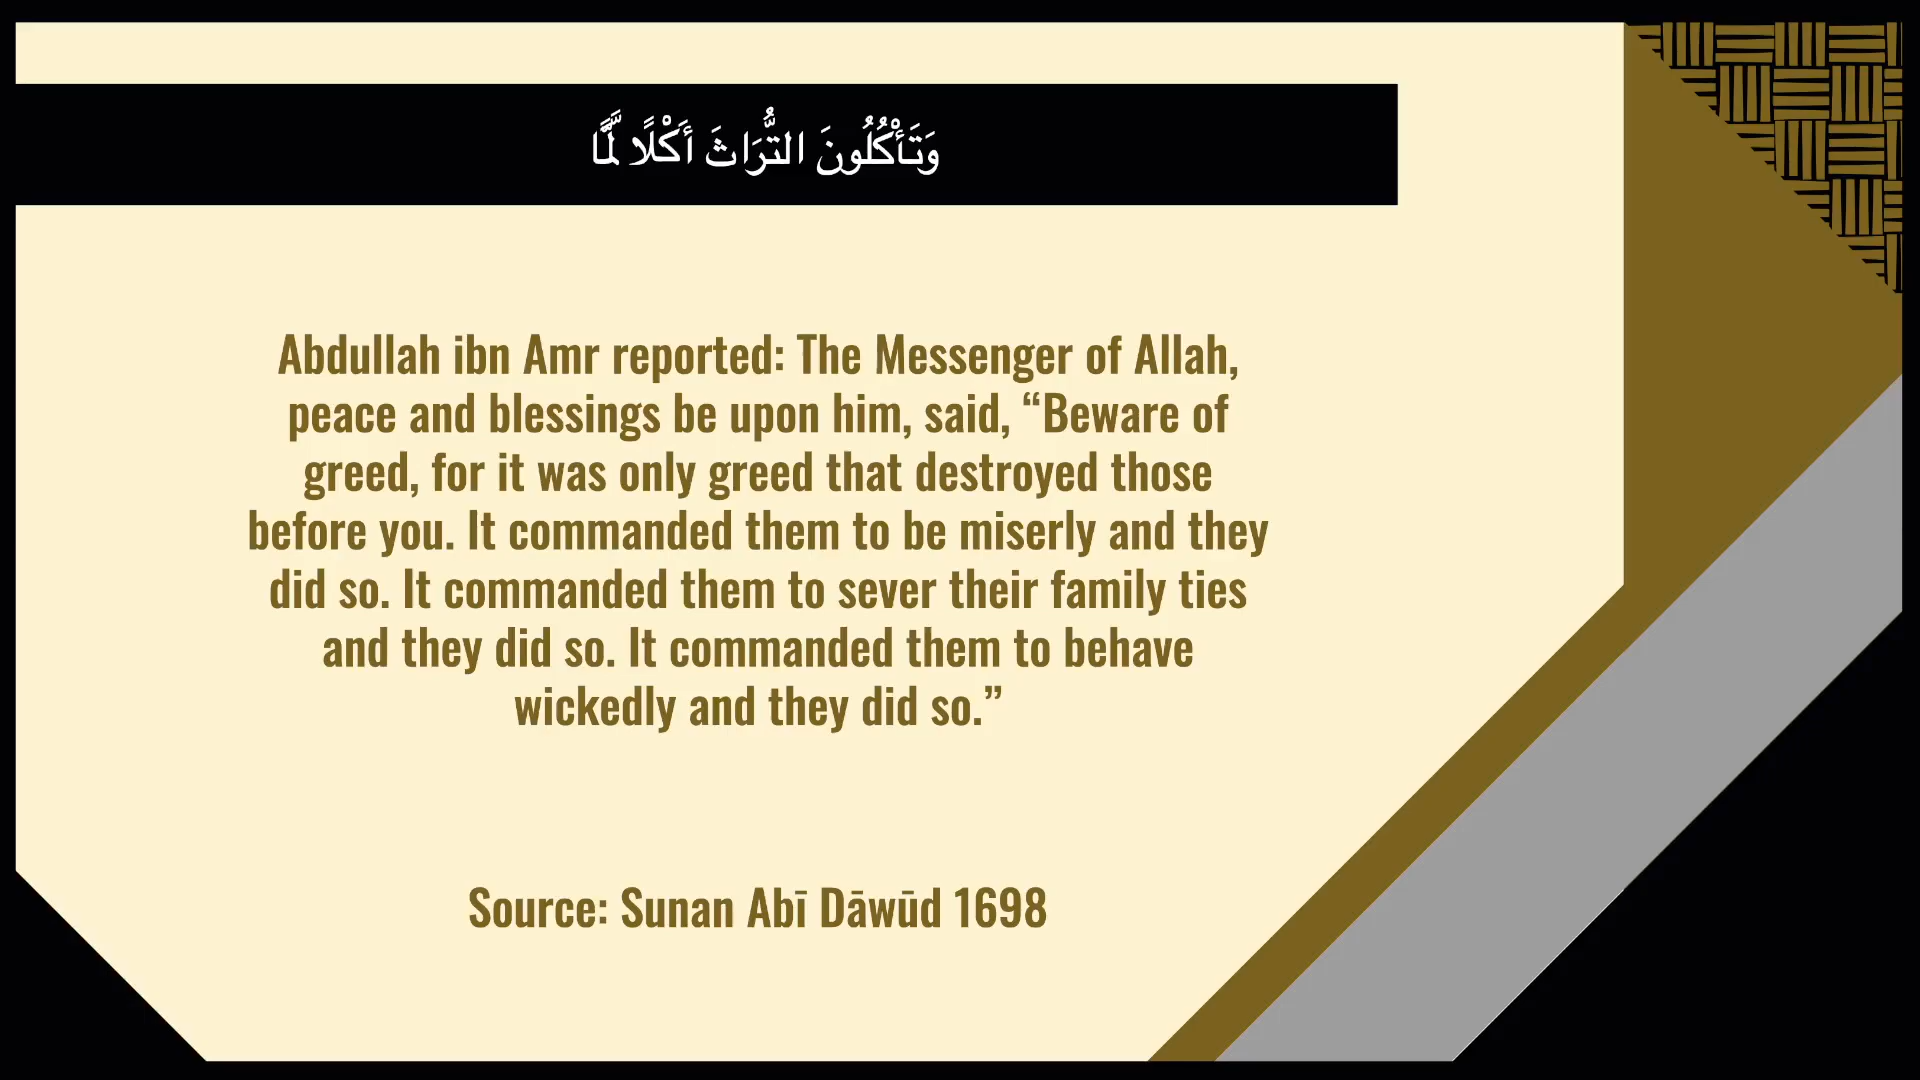 وَتَأْكُلُونَ التُّرَاثَ أَكْلًا لَّمًّا
Abdullah ibn Amr reported: The Messenger of Allah,
peace and blessings be upon him, said, “Beware of
greed, for it was only greed that destroyed those
before you. It commanded them to be miserly and they
did so. It commanded them to sever their family ties
and they did so. It commanded them to behave
wickedly and they did so.”
Source: Sunan Abī Dāwūd 1698